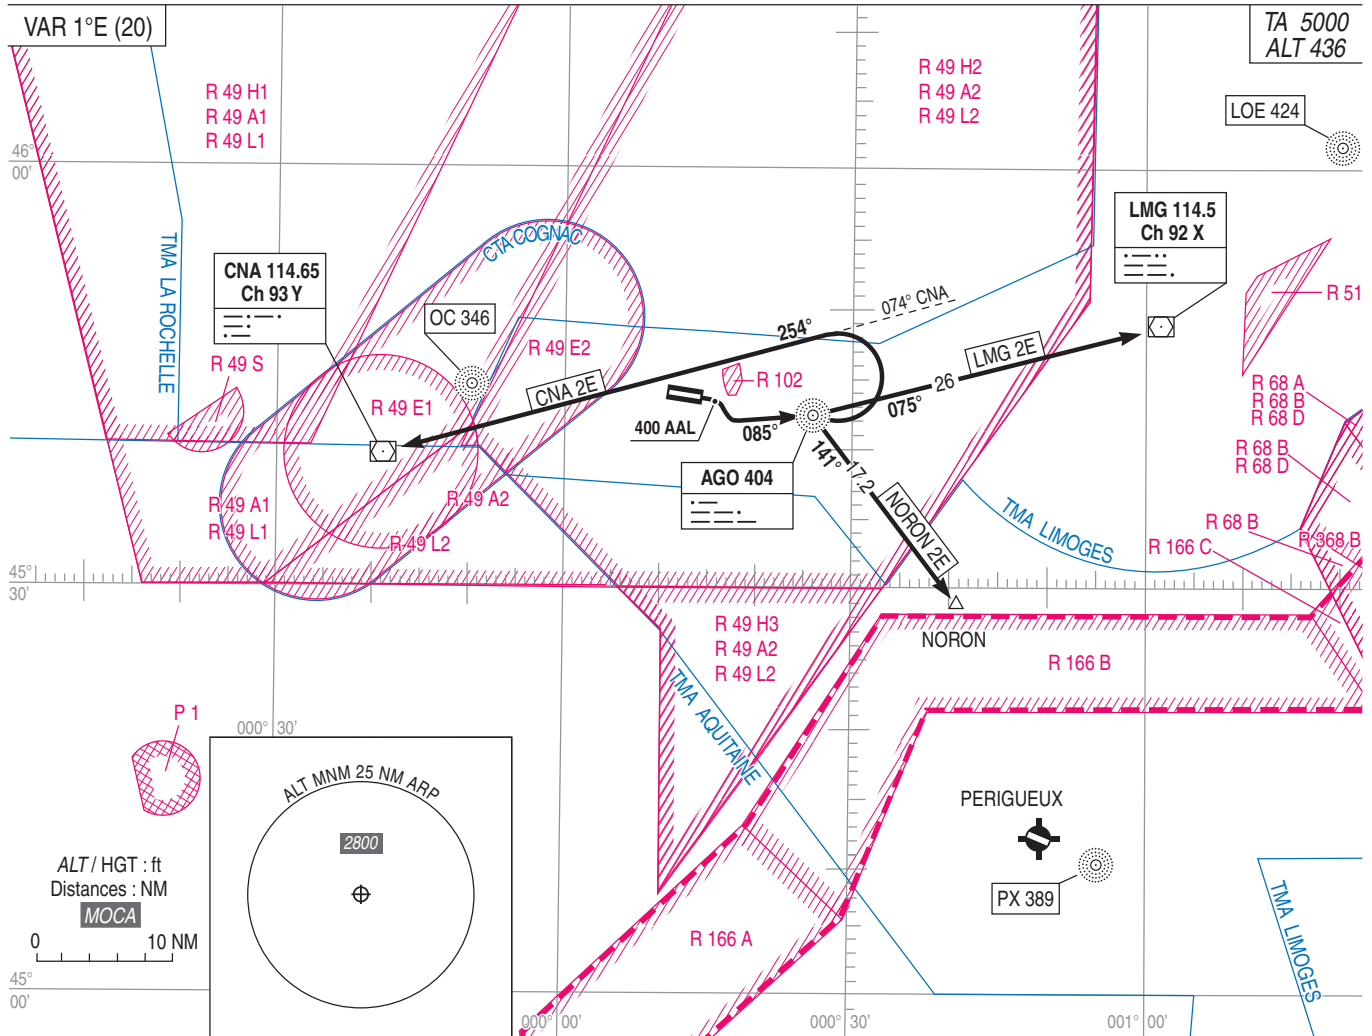 VAR 1°E (20)
TA 5000
ALT 436
R 49 H1
R 49 A1
R 49 L1
R 49 H2
R 49 A2
R 49 L2
LOE 424
46°
00'
TMA LA ROCHELLE
CTA COGNAC
CNA 114.65
Ch 93 Y
LMG 114.5
Ch 92 X
OC 346
074° CNA
254°
R 51
R 49 S
R 49 E2
CNA 2E
R 102
LMG 2E
26
075°
R 49 E1
400 AAL
085°
R 68 A
R 68 B
R 68 D
R 68 B
R 68 D
AGO 404
141°
17.2
NORON 2E
R 49 A1
R 49 L1
R 49 A2
R 49 L2
TMA LIMOGES
R 68 B
R 368 B
R 166 C
45°
30'
R 49 H3
R 49 A2
R 49 L2
NORON
R 166 B
TMA AQUITAINE
P 1
000° 30'
ALT MNM 25 NM ARP
2800
PERIGUEUX
PX 389
ALT / HGT : ft
Distances : NM
MOCA
0 10 NM
R 166 A
TMA LIMOGES
45°
00'
000° 00'
000° 30'
001° 00'